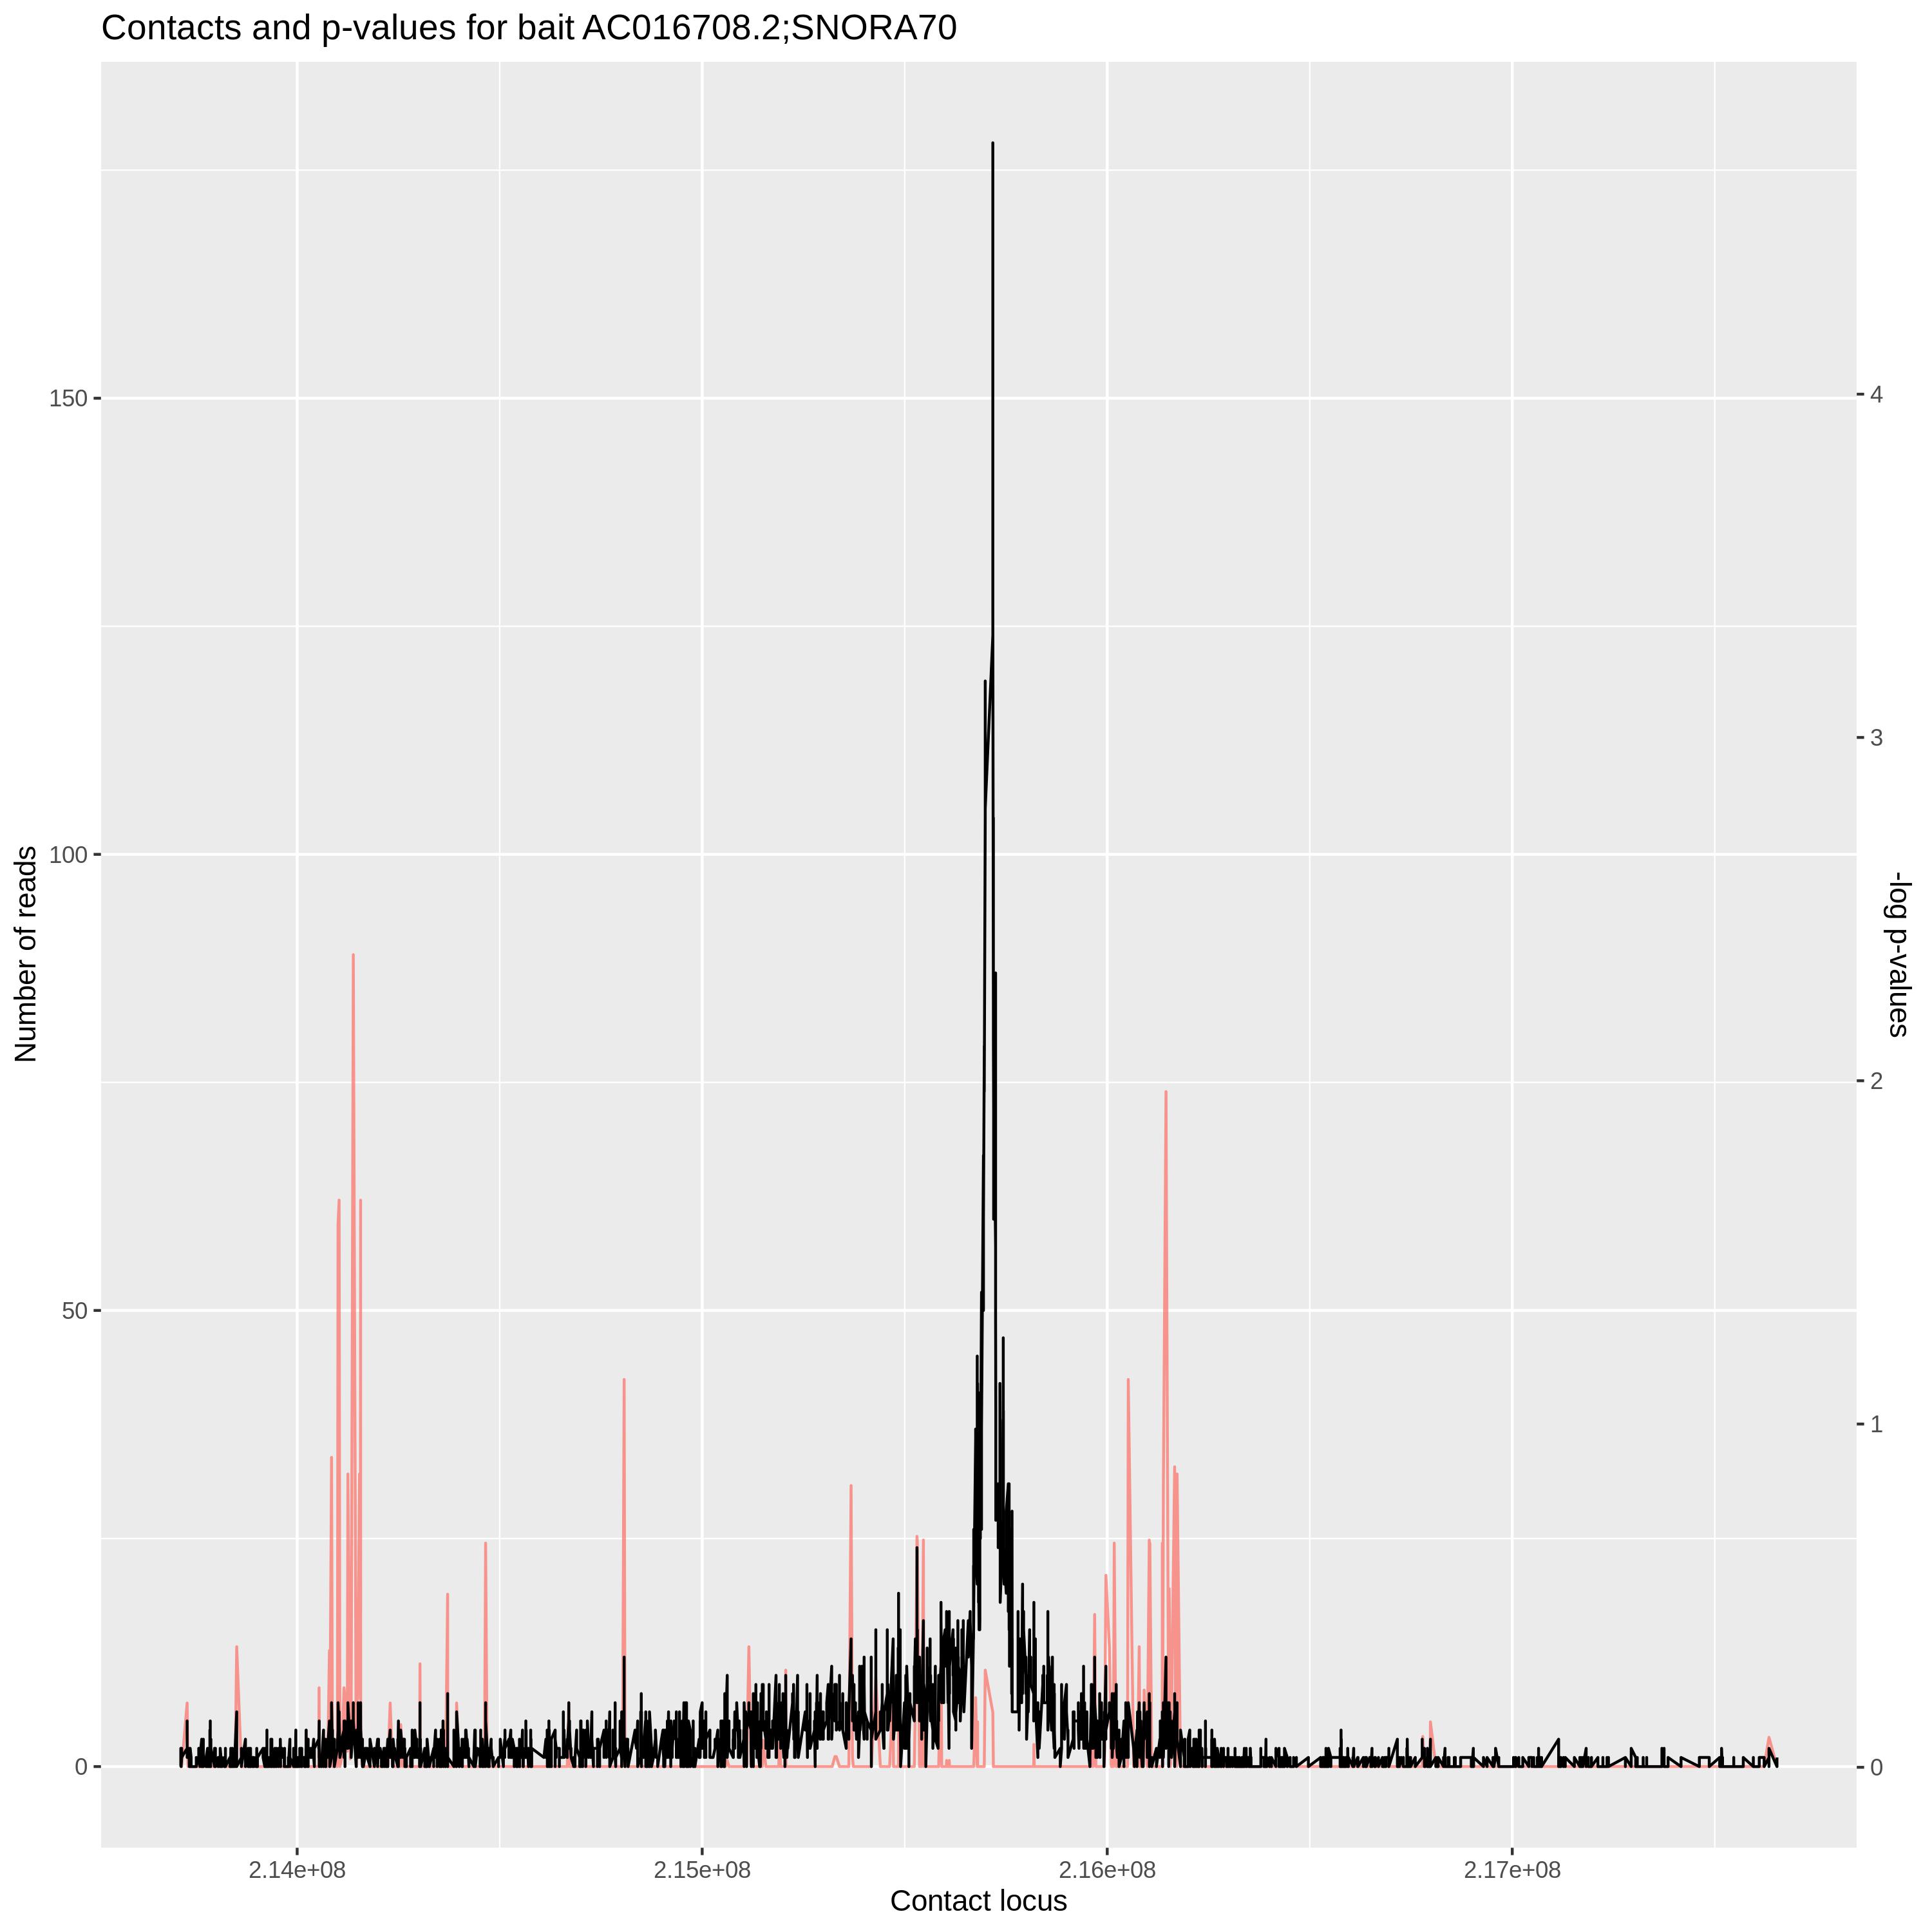 Contacts and p-values for bait AC016708.2;SNORA70
Number of reads
150
100
50
0
4
3
2
1
0
-log p-values
2.14e+08
2.15e+08
2.16e+08
2.17e+08
Contact locus